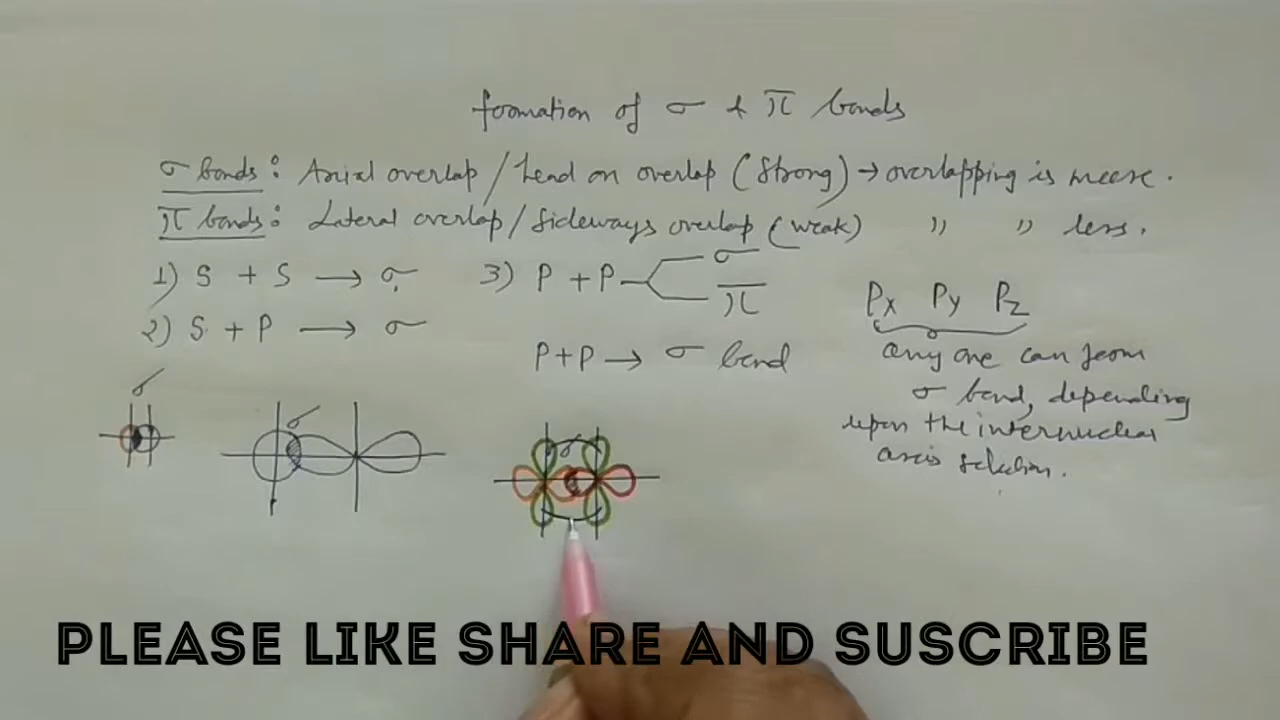 formation of σ & π bonds
σ bonds: Axial overlap / head on overlap (Strong) → overlapping is more.
π bonds: Lateral overlap / Sideways overlap (weak) " " less.
1) S + S → σ
2) S + P → σ
3) P + P σ
π
P+P → σ bond
Px Py Pz
any one can form
σ bond, depending
upon the internuclear
axis selection.
σ
σ
σ
PLEASE LIKE SHARE AND SUSCRIBE